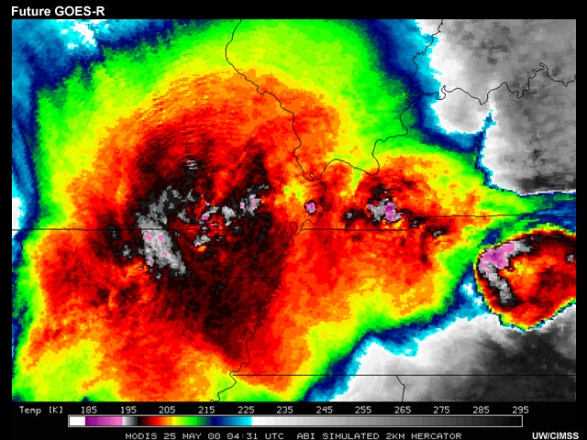 Future GOES-R
Temp [K] 185 195 205 215 225 235 245 255 265 275 285 295
MODIS 25 MAY 00 04:31 UTC ABI SIMULATED 2KM MERCATOR
UW/CIMSS